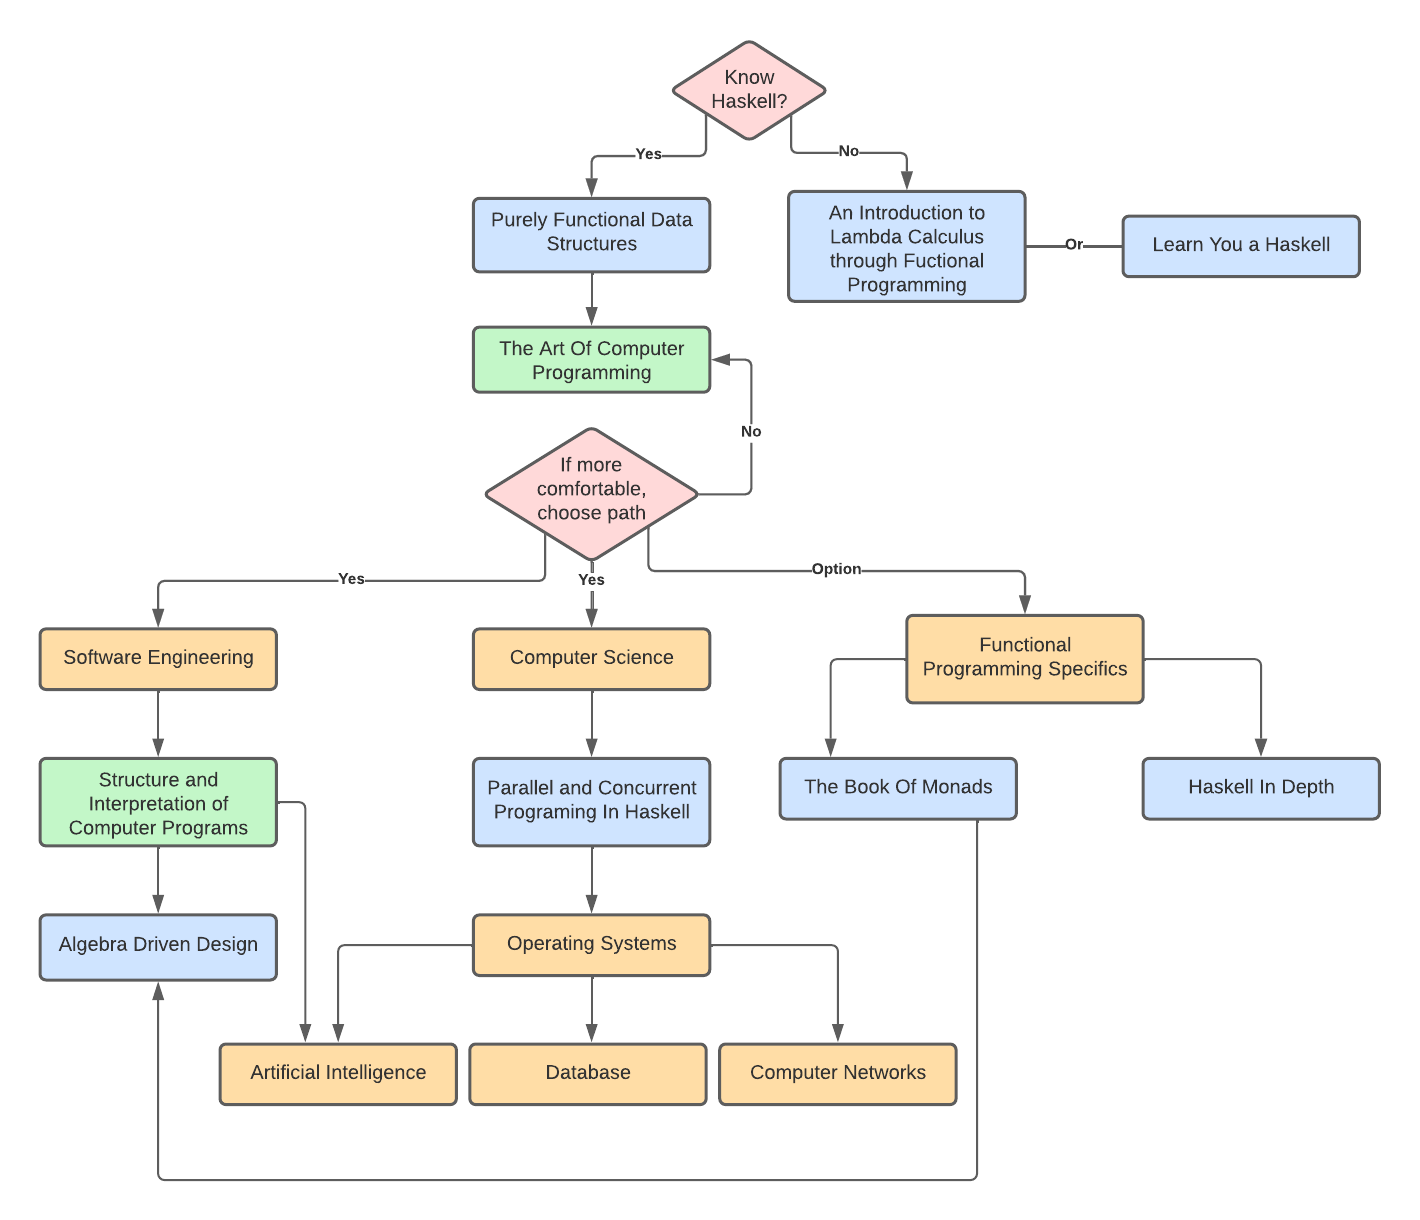 Know
Haskell?
Yes
No
Purely Functional Data
Structures
An Introduction to
Lambda Calculus
through Fuctional
Programming
Or
Learn You a Haskell
The Art Of Computer
Programming
No
If more
comfortable,
choose path
Yes
Yes
Option
Software Engineering
Computer Science
Functional
Programming Specifics
Structure and
Interpretation of
Computer Programs
Parallel and Concurrent
Programing In Haskell
The Book Of Monads
Haskell In Depth
Algebra Driven Design
Operating Systems
Artificial Intelligence
Database
Computer Networks